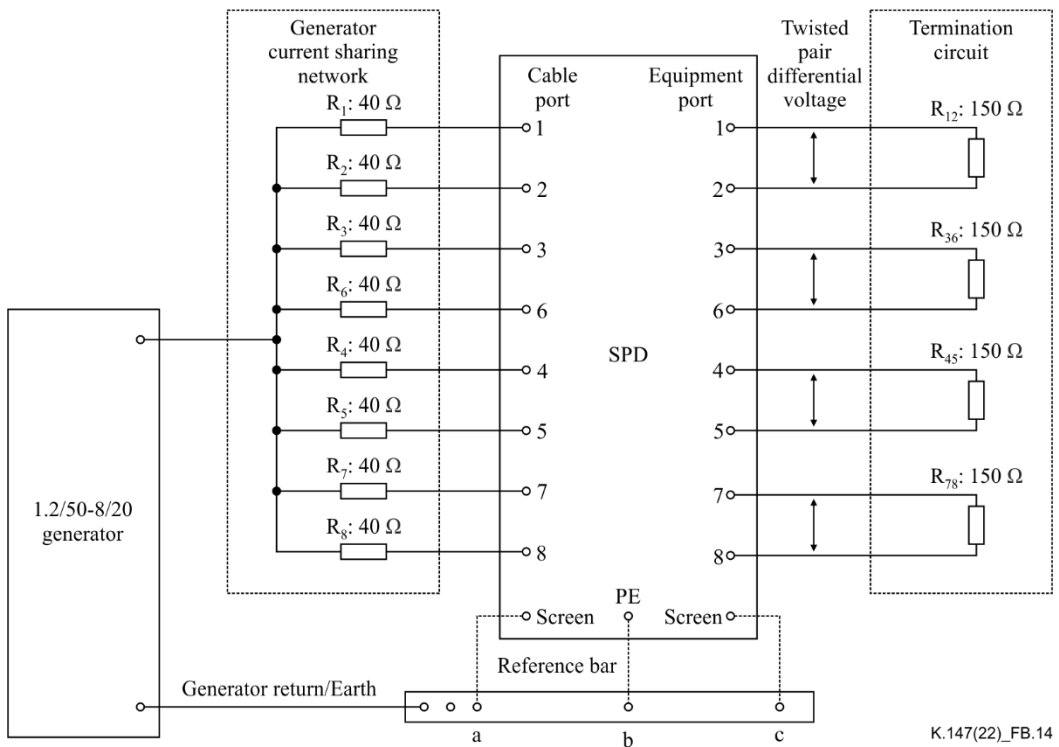 Generator
current sharing
network
R₁: 40 Ω
R₂: 40 Ω
R₃: 40 Ω
R₆: 40 Ω
R₄: 40 Ω
R₅: 40 Ω
R₇: 40 Ω
R₈: 40 Ω
1.2/50-8/20
generator
Cable
port
1
2
3
6
4
5
7
8
Screen
SPD
PE
Equipment
port
1
2
3
6
4
5
7
8
Screen
Twisted
pair
differential
voltage
Termination
circuit
R₁₂: 150 Ω
R₃₆: 150 Ω
R₄₅: 150 Ω
R₇₈: 150 Ω
Reference bar
Generator return/Earth
a
b
c
K.147(22)_FB.14